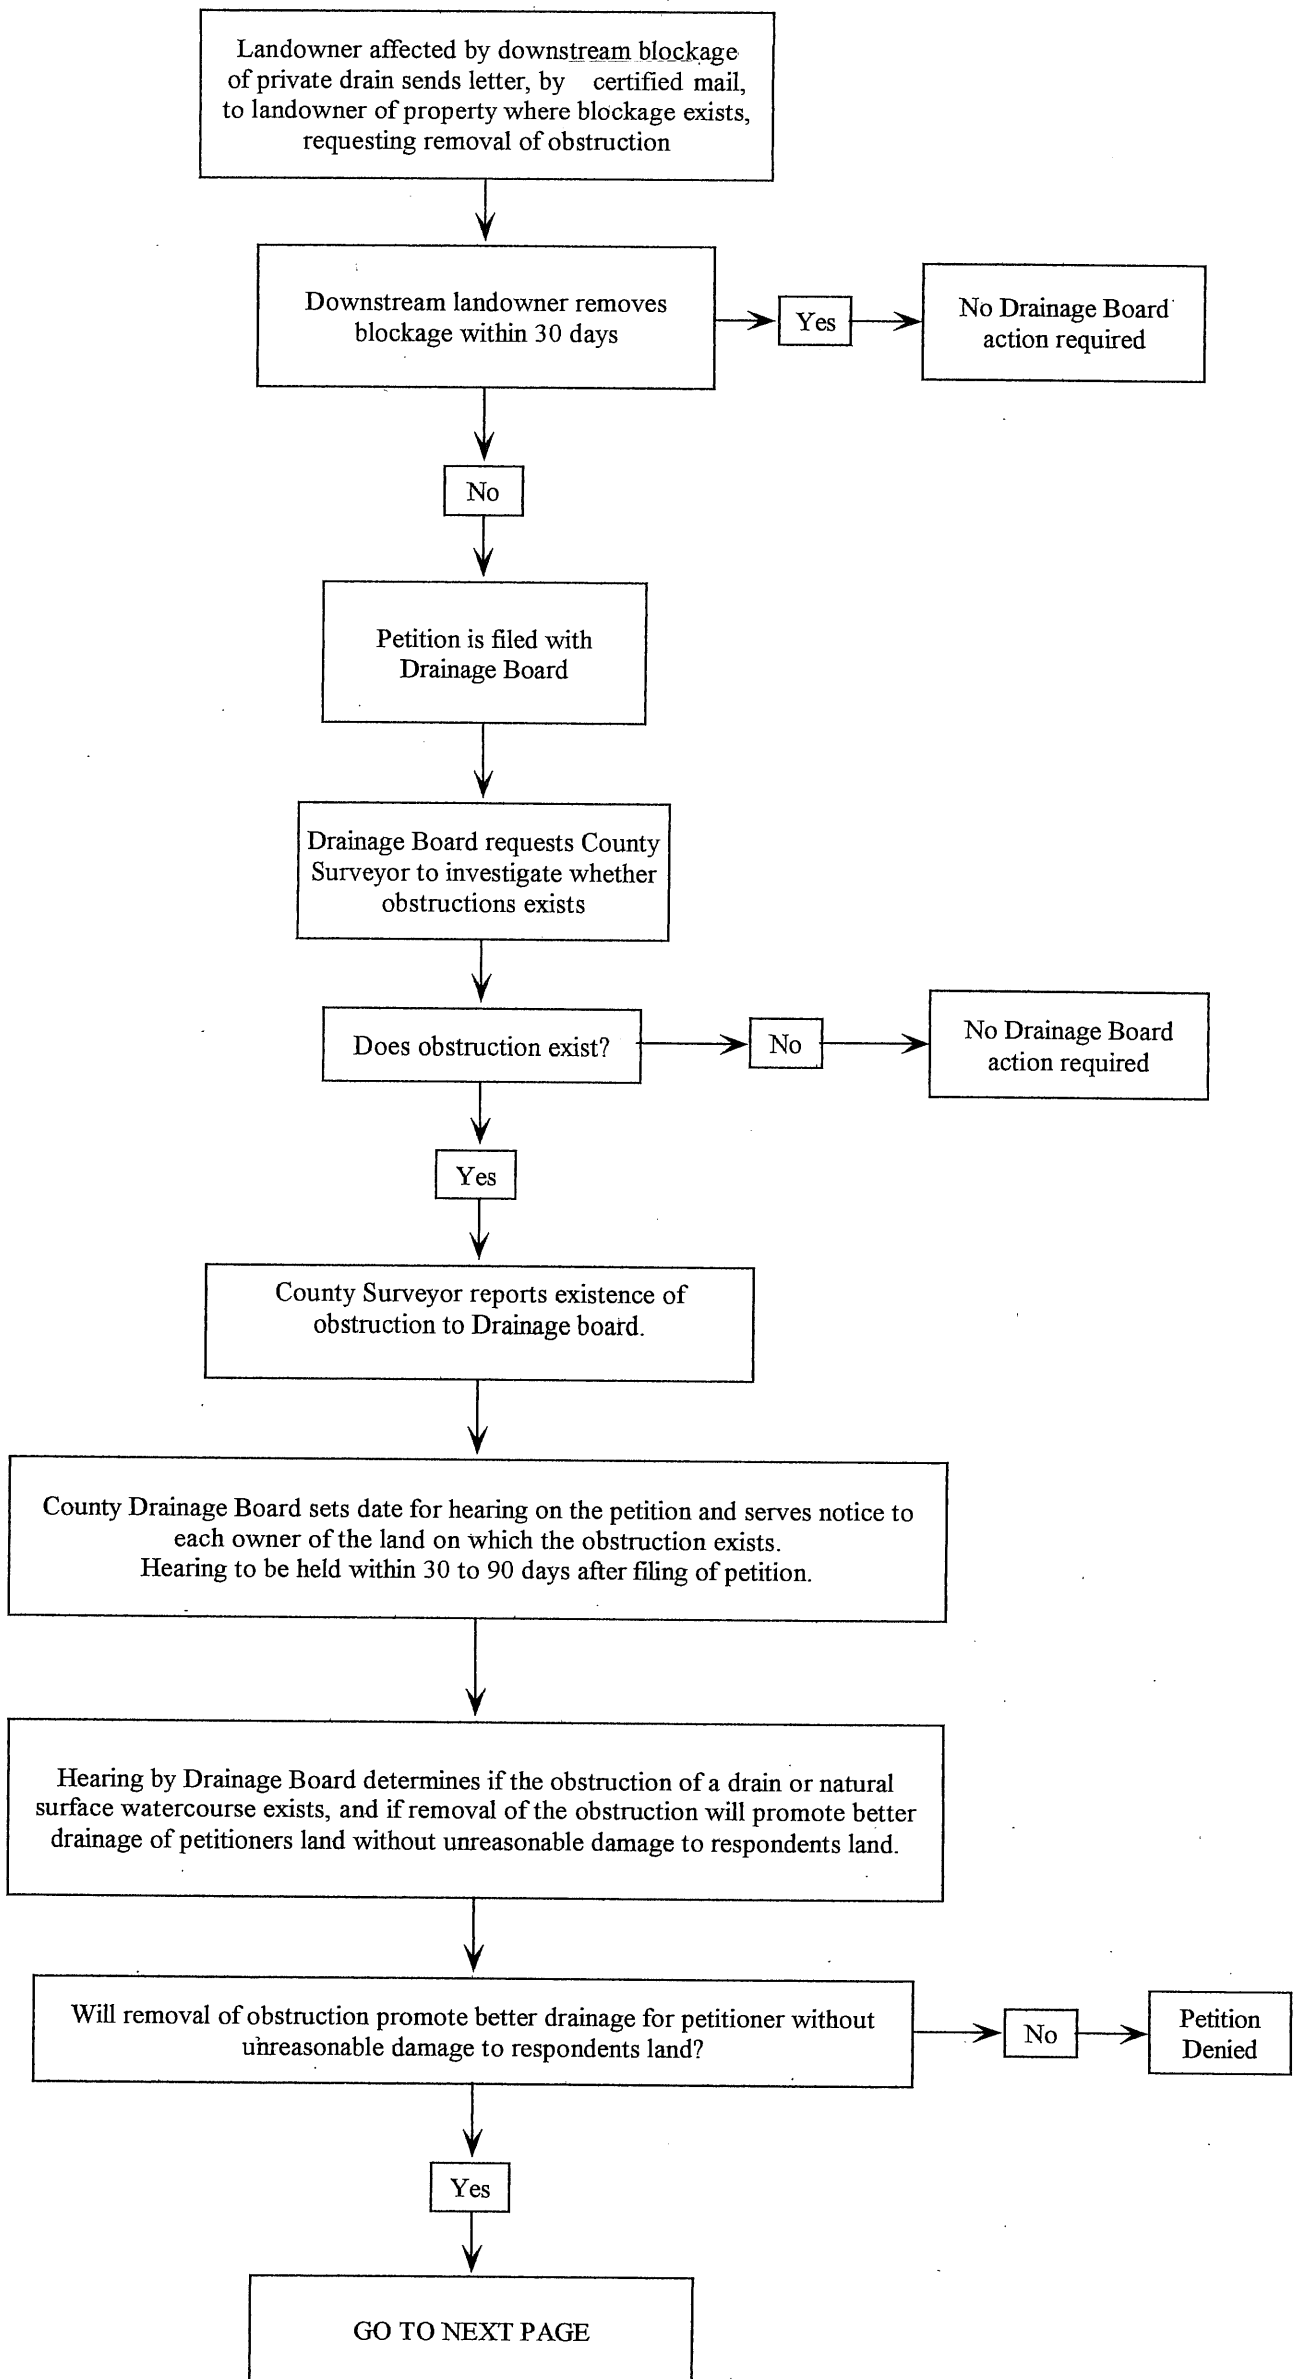 Landowner affected by downstream blockage
of private drain sends letter, by certified mail,
to landowner of property where blockage exists,
requesting removal of obstruction
Downstream landowner removes
blockage within 30 days
Yes
No Drainage Board
action required
No
Petition is filed with
Drainage Board
Drainage Board requests County
Surveyor to investigate whether
obstructions exists
Does obstruction exist?
No
No Drainage Board
action required
Yes
County Surveyor reports existence of
obstruction to Drainage board.
County Drainage Board sets date for hearing on the petition and serves notice to
each owner of the land on which the obstruction exists.
Hearing to be held within 30 to 90 days after filing of petition.
Hearing by Drainage Board determines if the obstruction of a drain or natural
surface watercourse exists, and if removal of the obstruction will promote better
drainage of petitioners land without unreasonable damage to respondents land.
Will removal of obstruction promote better drainage for petitioner without
unreasonable damage to respondents land?
No
Petition
Denied
Yes
GO TO NEXT PAGE